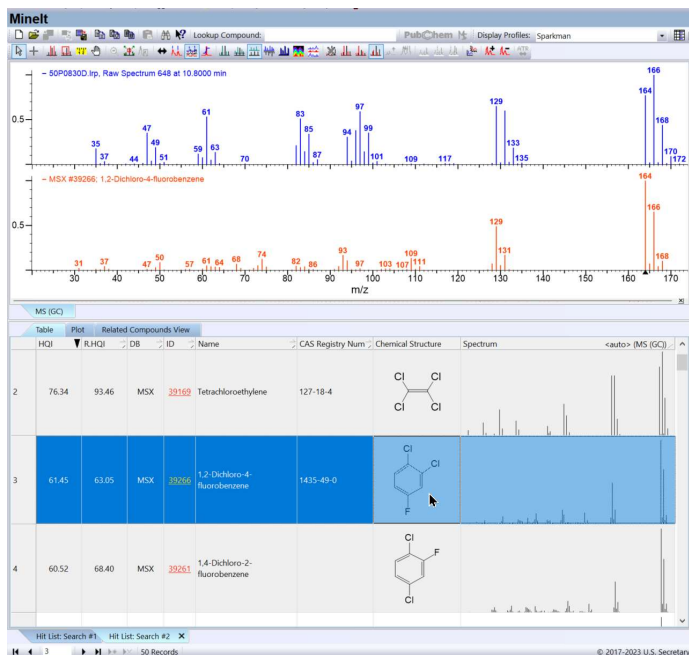 MineIt
Lookup Compound:
PubChem
Display Profiles:
Sparkman
50P0830D.lrp, Raw Spectrum 648 at 10.8000 min
0.5
35
37
44
47
49
51
59
61
63
70
83
85
87
94
97
99
101
109
117
129
133
135
164
166
168
170
172
MSX #39266; 1,2-Dichloro-4-fluorobenzene
0.5
31
37
47
50
57
61
64
68
74
82
86
93
97
103
107
109
111
129
131
164
166
168
30 40 50 60 70 80 90 100 110 120 130 140 150 160 170
m/z
MS (GC)
Table Plot Related Compounds View
HQI R.HQI DB ID Name CAS Registry Num Chemical Structure Spectrum <auto> (MS (GC))
2 76.34 93.46 MSX 39169 Tetrachloroethylene 127-18-4
Cl Cl
Cl Cl
3 61.45 63.05 MSX 39266 1,2-Dichloro-4-
fluorobenzene 1435-49-0
Cl
Cl
F
4 60.52 68.40 MSX 39261 1,4-Dichloro-2-
fluorobenzene
Cl
F
Cl
Hit List: Search #1 Hit List: Search #2
3 50 Records
© 2017-2023 U.S. Secretary